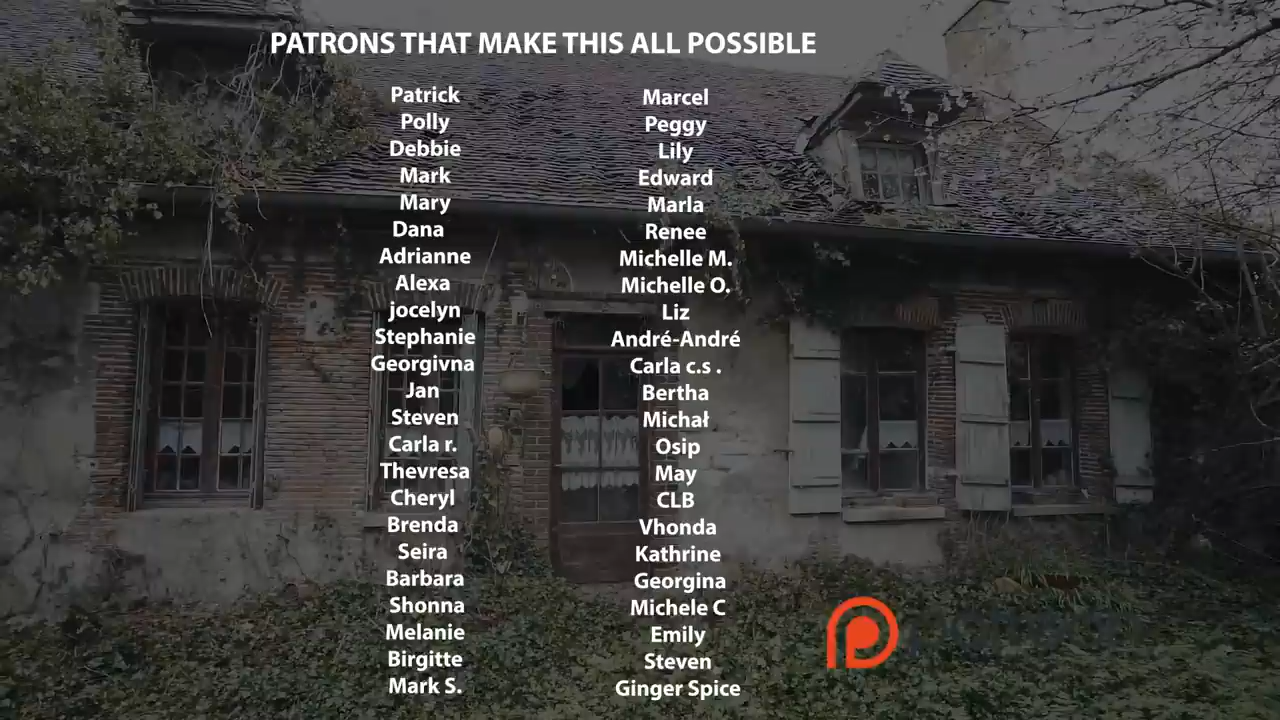 PATRONS THAT MAKE THIS ALL POSSIBLE
Patrick
Polly
Debbie
Mark
Mary
Dana
Adrianne
Alexa
jocelyn
Stephanie
Georgivna
Jan
Steven
Carla r.
Thevresa
Cheryl
Brenda
Seira
Barbara
Shonna
Melanie
Birgitte
Mark S.
Marcel
Peggy
Lily
Edward
Marla
Renee
Michelle M.
Michelle O.
Liz
André-André
Carla c.s .
Bertha
Michał
Osip
May
CLB
Vhonda
Kathrine
Georgina
Michele C
Emily
Steven
Ginger Spice